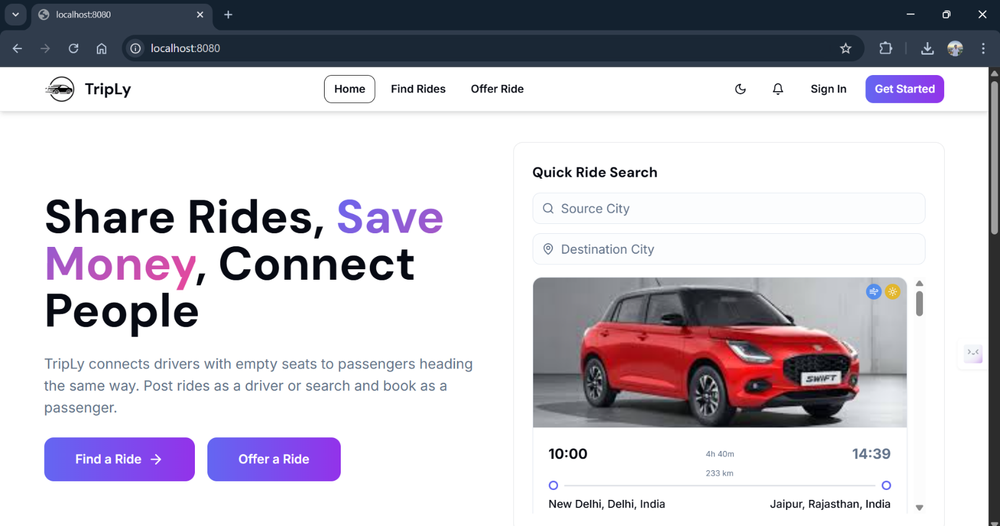 localhost:8080
localhost:8080
TripLy
Home
Find Rides
Offer Ride
Sign In
Get Started
Share Rides, Save
Money, Connect
People
TripLy connects drivers with empty seats to passengers heading
the same way. Post rides as a driver or search and book as a
passenger.
Find a Ride
Offer a Ride
Quick Ride Search
Source City
Destination City
SWIFT
10:00
4h 40m
14:39
233 km
New Delhi, Delhi, India
Jaipur, Rajasthan, India